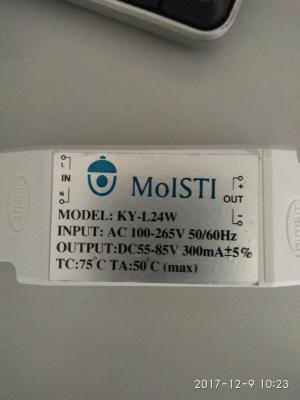 L
IN
N
MoISTI
+
OUT
-
MODEL: KY-L24W
INPUT: AC 100-265V 50/60Hz
OUTPUT:DC55-85V 300mA±5%
TC:75°C TA:50°C (max)
INPUT
2017-12-9 10:23